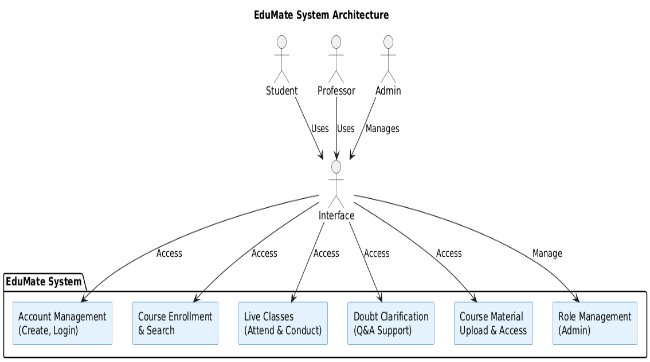 EduMate System Architecture
Student
Professor
Admin
Uses
Uses
Manages
Interface
Access
Access
Access
Access
Access
Manage
EduMate System
Account Management
(Create, Login)
Course Enrollment
& Search
Live Classes
(Attend & Conduct)
Doubt Clarification
(Q&A Support)
Course Material
Upload & Access
Role Management
(Admin)